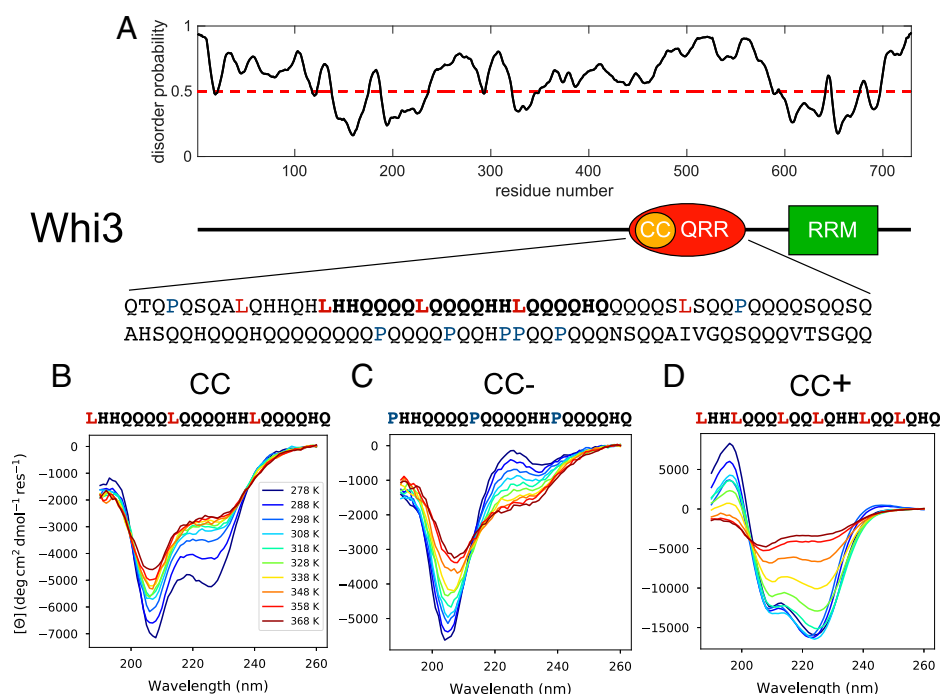 A
disorder probability
1
0.5
0
100 200 300 400 500 600 700
residue number
Whi3
CC QRR RRM
QTQPQSQALQHHQHLHHQQQQLQQQQHHLQQQQHQQQQQSLSQQPQQQQSQQSQ
AHSQHQQQHQQQQQQQPQQQQPQQHPPQQPQQQNSQQAIVGQSQQQVTSGQQ
B
CC
LHHQQQQLQQQQHHLQQQQHQ
0
−1000
−2000
−3000
−4000
−5000
−6000
−7000
[Θ] (deg cm² dmol⁻¹ res⁻¹)
278 K
288 K
298 K
308 K
318 K
328 K
338 K
348 K
358 K
368 K
200 220 240 260
Wavelength (nm)
C
CC-
PHHQQQQPQQQQHHPQQQQHQ
0
−1000
−2000
−3000
−4000
−5000
200 220 240 260
Wavelength (nm)
D
CC+
LHHLQQQLQQLQHHLQQLQHQ
5000
0
−5000
−10000
−15000
200 220 240 260
Wavelength (nm)